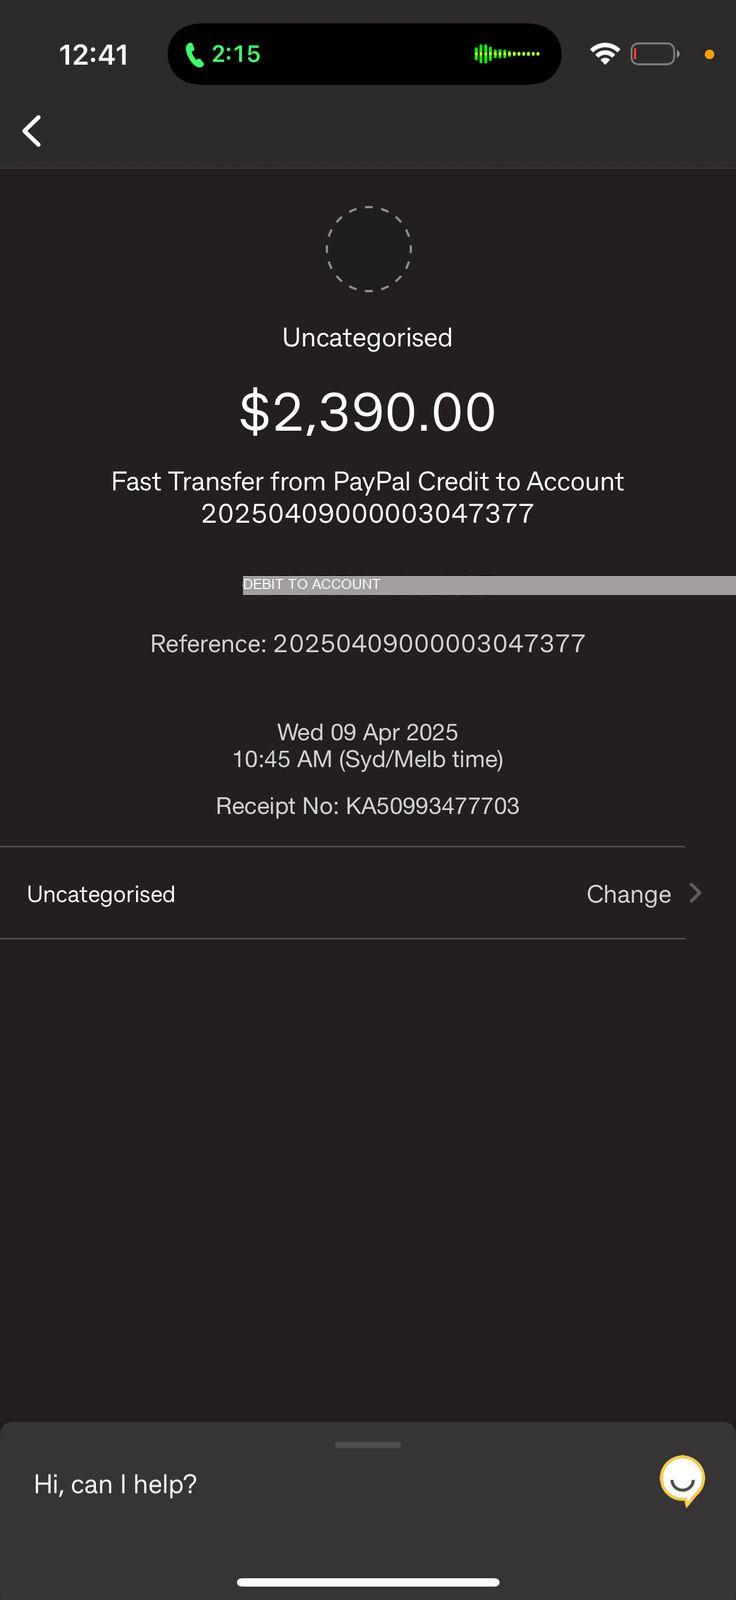 12:41
2:15
Uncategorised
$2,390.00
Fast Transfer from PayPal Credit to Account
20250409000003047377
DEBIT TO ACCOUNT
Reference: 20250409000003047377
Wed 09 Apr 2025
10:45 AM (Syd/Melb time)
Receipt No: KA50993477703
Uncategorised Change
Hi, can I help?